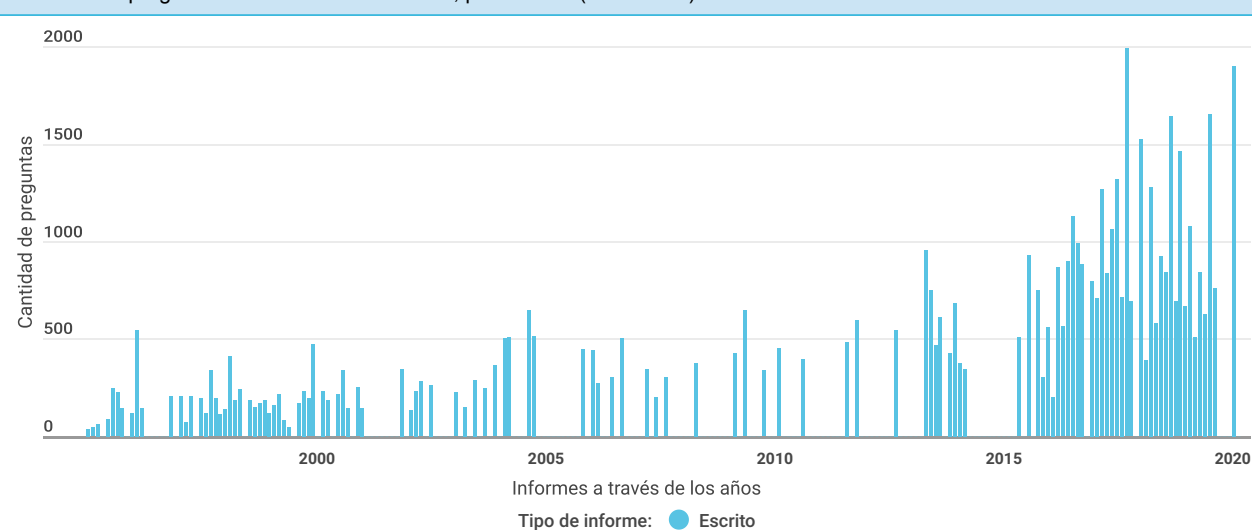 2000
1500
1000
500
0
Cantidad de preguntas
2000 2005 2010 2015 2020
Informes a través de los años
Tipo de informe: Escrito